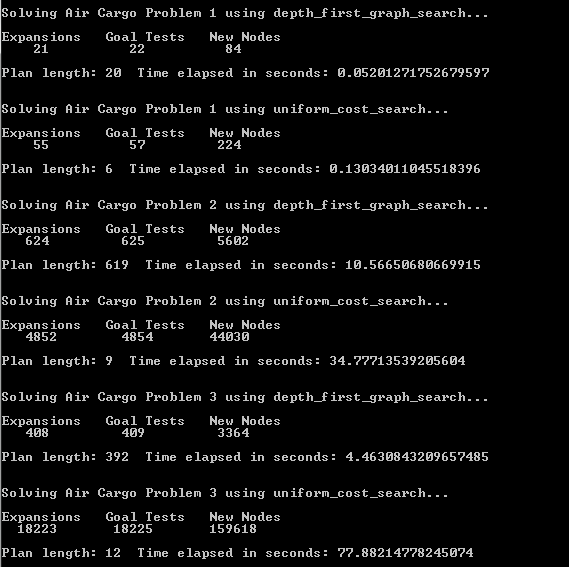 Solving Air Cargo Problem 1 using depth_first_graph_search...
Expansions   Goal Tests   New Nodes
21          22          84
Plan length: 20  Time elapsed in seconds: 0.05201271752679597
Solving Air Cargo Problem 1 using uniform_cost_search...
Expansions   Goal Tests   New Nodes
55          57          224
Plan length: 6  Time elapsed in seconds: 0.13034011045518396
Solving Air Cargo Problem 2 using depth_first_graph_search...
Expansions   Goal Tests   New Nodes
624         625         5602
Plan length: 619  Time elapsed in seconds: 10.56650680669915
Solving Air Cargo Problem 2 using uniform_cost_search...
Expansions   Goal Tests   New Nodes
4852        4854        44030
Plan length: 9  Time elapsed in seconds: 34.77713539205604
Solving Air Cargo Problem 3 using depth_first_graph_search...
Expansions   Goal Tests   New Nodes
408         409         3364
Plan length: 392  Time elapsed in seconds: 4.4630843209657485
Solving Air Cargo Problem 3 using uniform_cost_search...
Expansions   Goal Tests   New Nodes
18223       18225       159618
Plan length: 12  Time elapsed in seconds: 77.88214778245074